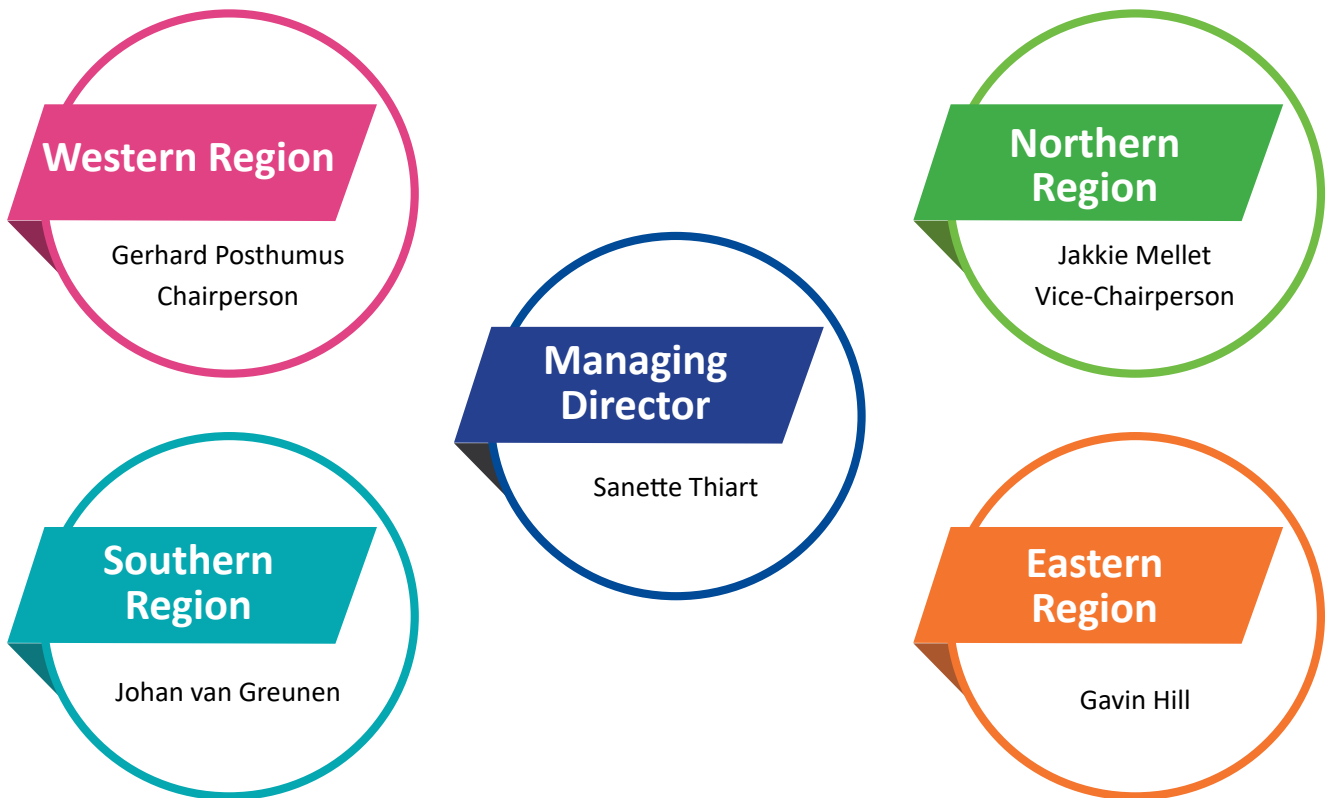 Western Region
Gerhard Posthumus
Chairperson
Northern
Region
Jakkie Mellet
Vice-Chairperson
Managing
Director
Sanette Thiart
Southern
Region
Johan van Greunen
Eastern
Region
Gavin Hill